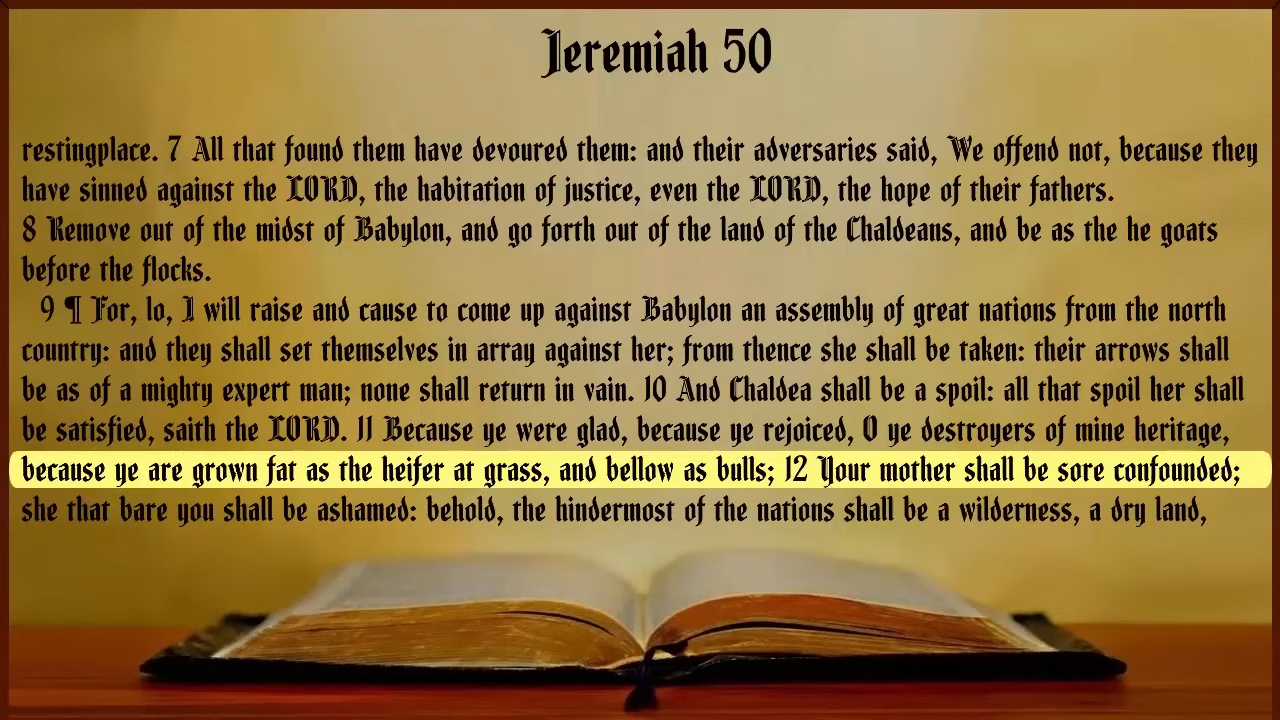 Jeremiah 50
restingplace. 7 All that found them have devoured them: and their adversaries said, We offend not, because they
have sinned against the LORD, the habitation of justice, even the LORD, the hope of their fathers.
8 Remove out of the midst of Babylon, and go forth out of the land of the Chaldeans, and be as the he goats
before the flocks.
9 ¶ For, lo, I will raise and cause to come up against Babylon an assembly of great nations from the north
country: and they shall set themselves in array against her; from thence she shall be taken: their arrows shall
be as of a mighty expert man; none shall return in vain. 10 And Chaldea shall be a spoil: all that spoil her shall
be satisfied, saith the LORD. 11 Because ye were glad, because ye rejoiced, O ye destroyers of mine heritage,
because ye are grown fat as the heifer at grass, and bellow as bulls; 12 Your mother shall be sore confounded;
she that bare you shall be ashamed: behold, the hindermost of the nations shall be a wilderness, a dry land,